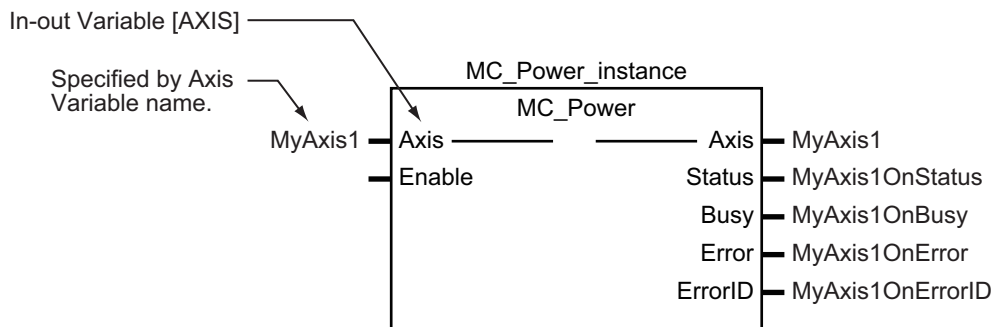 In-out Variable [AXIS]
Specified by Axis
Variable name.
MC_Power_instance
MC_Power
MyAxis1 Axis Axis MyAxis1
Enable Status MyAxis1OnStatus
Busy MyAxis1OnBusy
Error MyAxis1OnError
ErrorID MyAxis1OnErrorID